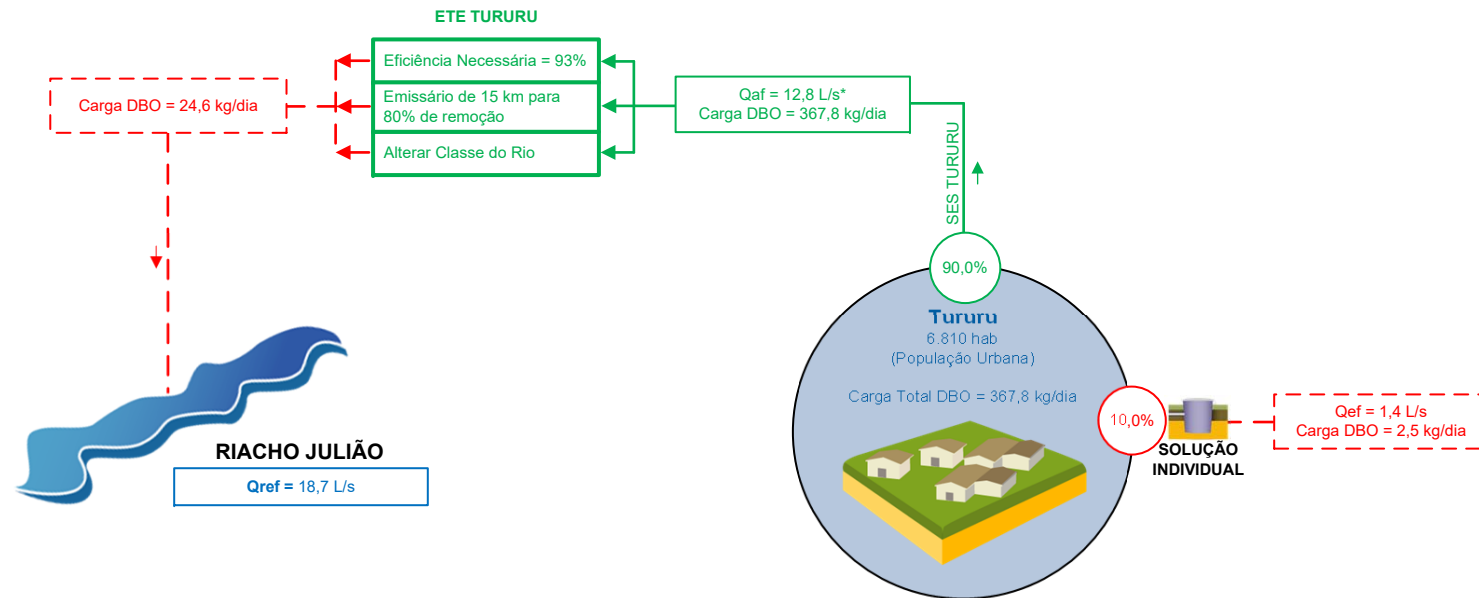 ETE TURURU
Eficiência Necessária = 93%
Emissário de 15 km para
80% de remoção
Alterar Classe do Rio
Carga DBO = 24,6 kg/dia
Qaf = 12,8 L/s*
Carga DBO = 367,8 kg/dia
SES TURURU
90,0%
Tururu
6.810 hab
(População Urbana)
Carga Total DBO = 367,8 kg/dia
10,0%
SOLUÇÃO
INDIVIDUAL
Qef = 1,4 L/s
Carga DBO = 2,5 kg/dia
RIACHO JULIÃO
Qref = 18,7 L/s